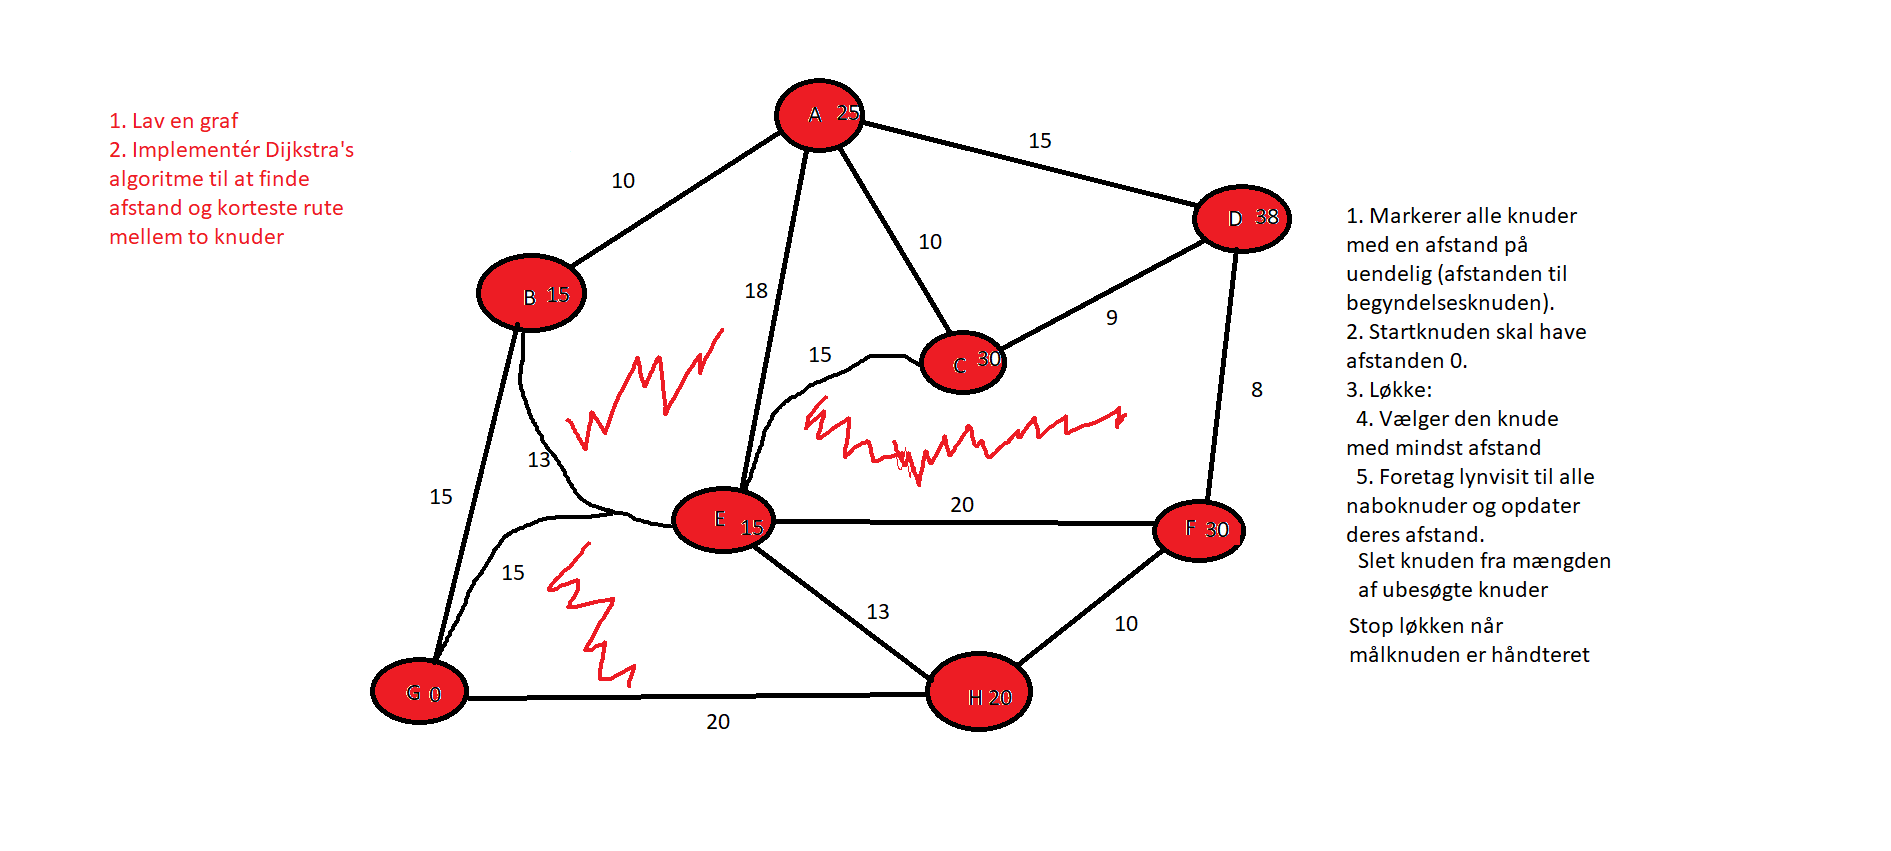 1. Lav en graf
2. Implementér Dijkstra's
algoritme til at finde
afstand og korteste rute
mellem to knuder
A 25
15
10
D 38
B 15
10
18
9
15
C 30
8
13
15
E 15
20
F 30
15
13
10
G 0
H 20
20
1. Markerer alle knuder
med en afstand på
uendelig (afstanden til
begyndelsesknuden).
2. Startknuden skal have
afstanden 0.
3. Løkke:
4. Vælger den knude
med mindst afstand
5. Foretag lynvisit til alle
naboknuder og opdater
deres afstand.
Slet knuden fra mængden
af ubesøgte knuder
Stop løkken når
målknuden er håndteret